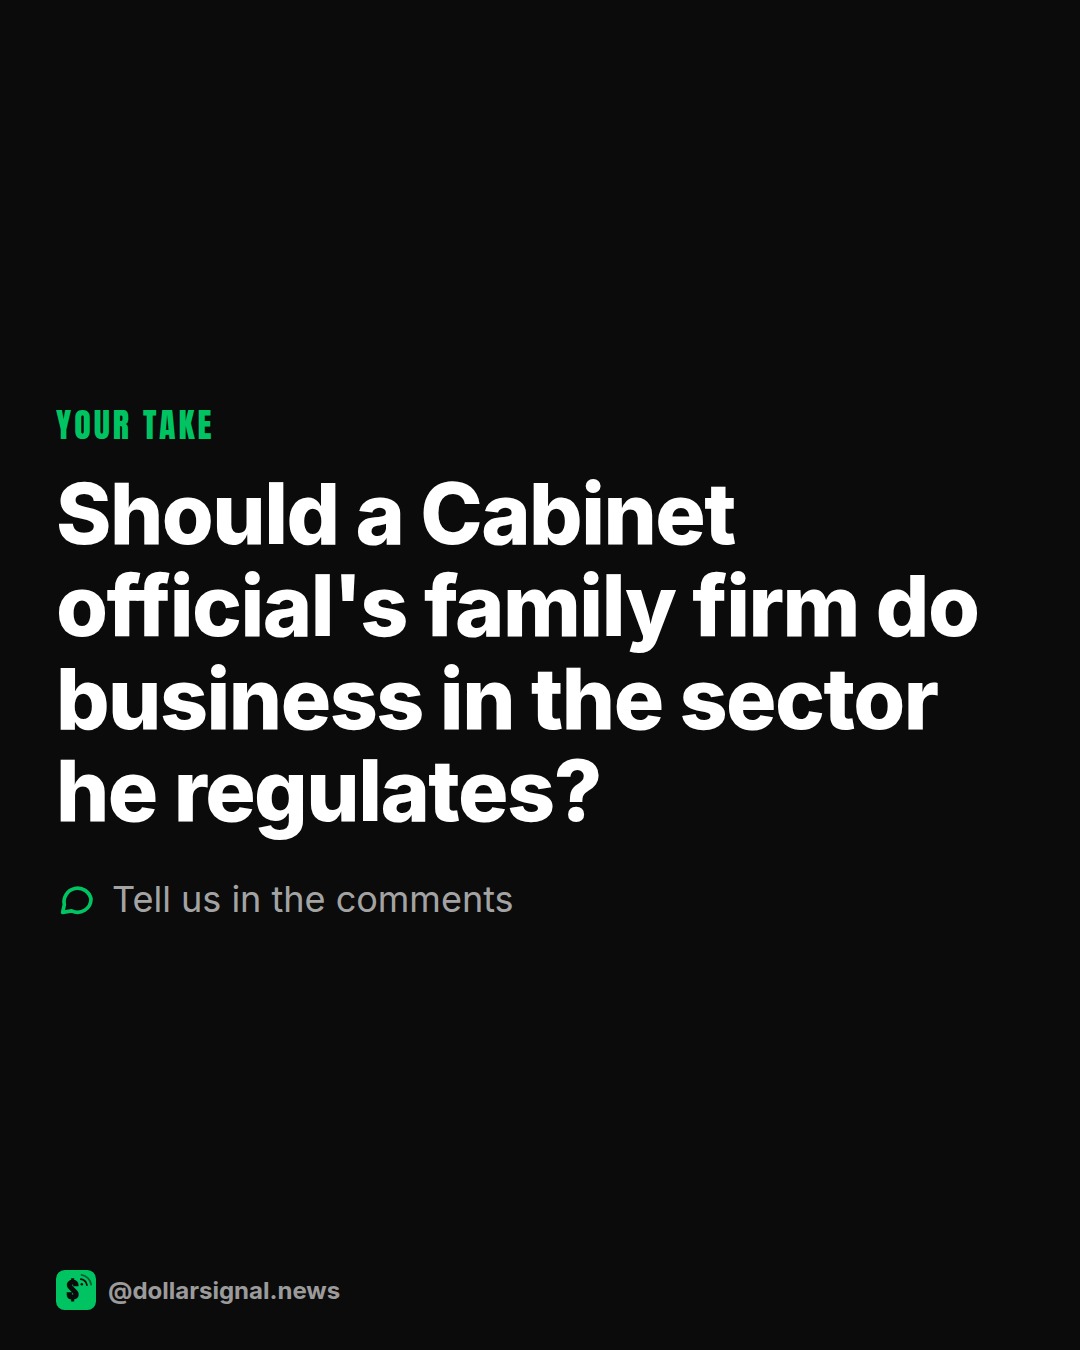 YOUR TAKE
Should a Cabinet
official's family firm do
business in the sector
he regulates?
Tell us in the comments
$
@dollarsignal.news